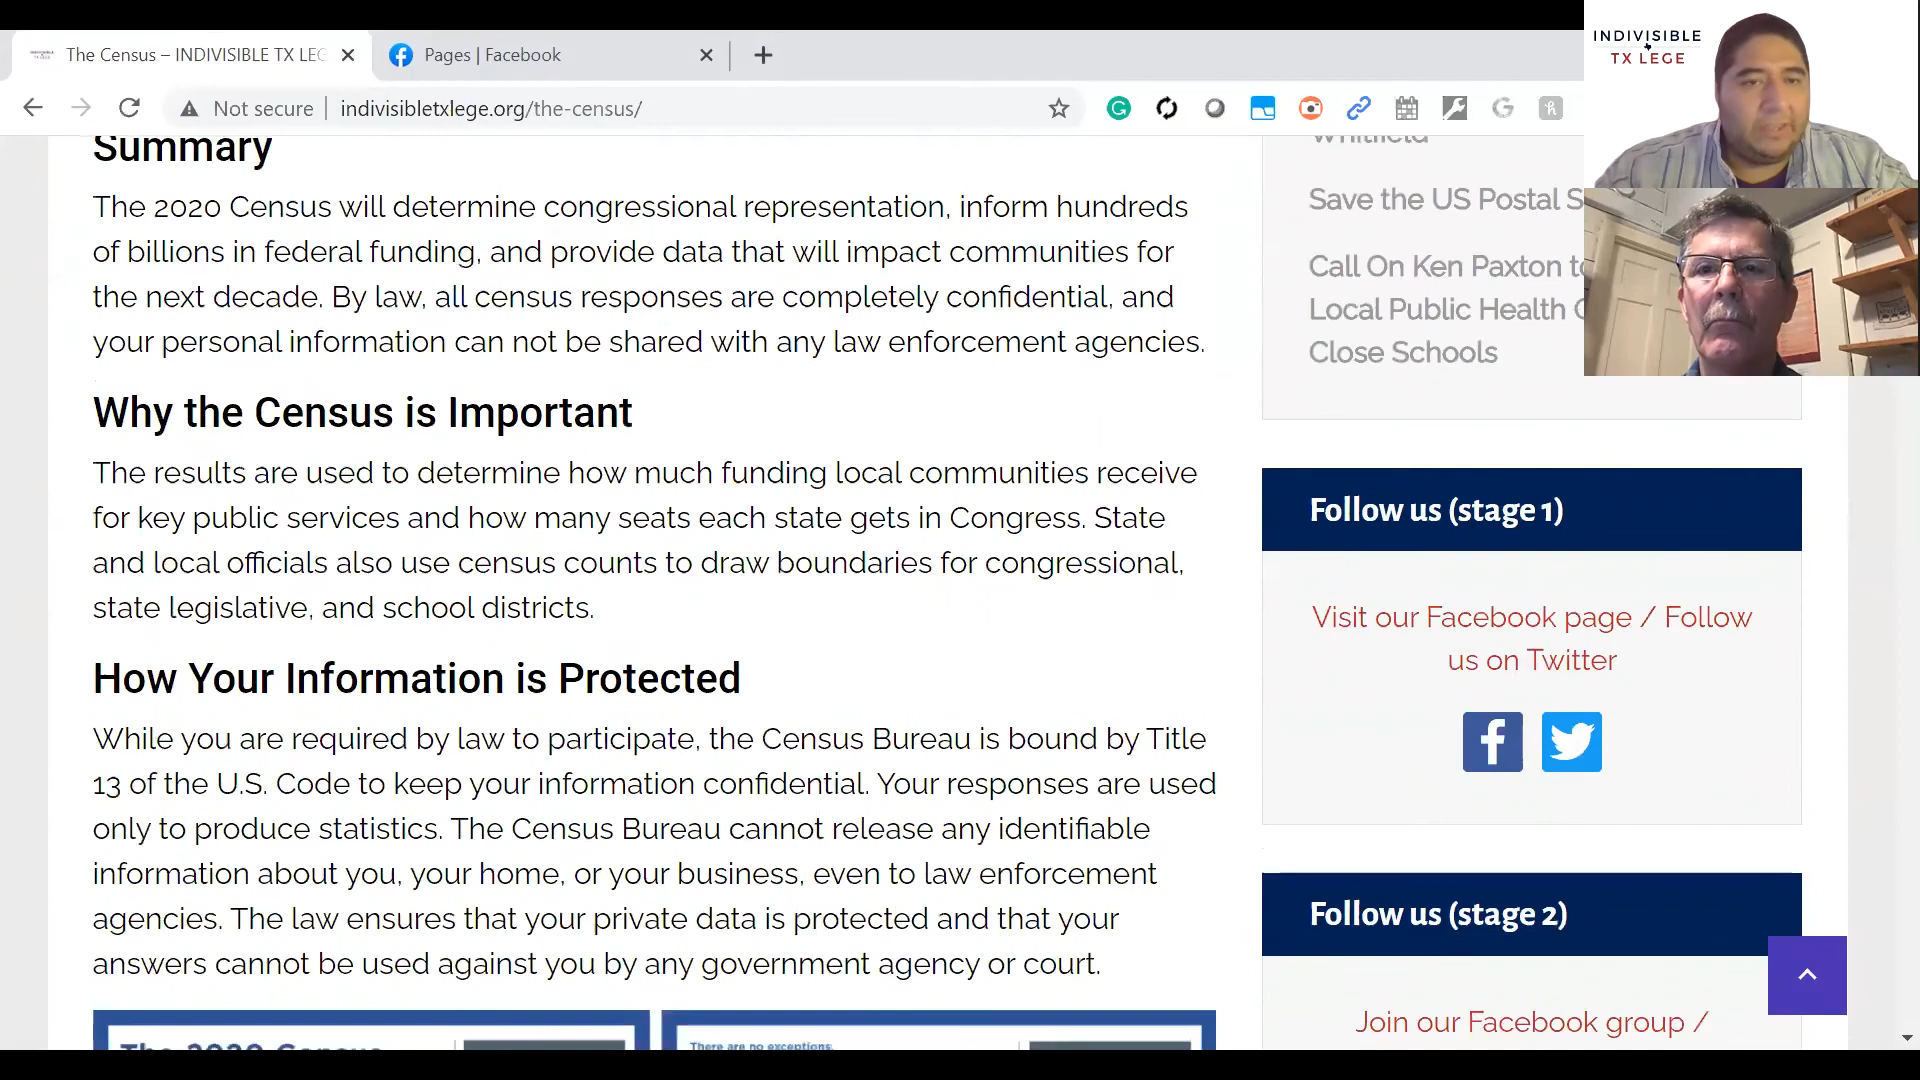 The Census – INDIVISIBLE TX LEG
Pages | Facebook
Not secure
indivisibletxlege.org/the-census/
INDIVISIBLE
TX LEGE
Summary
The 2020 Census will determine congressional representation, inform hundreds
of billions in federal funding, and provide data that will impact communities for
the next decade. By law, all census responses are completely confidential, and
your personal information can not be shared with any law enforcement agencies.
Why the Census is Important
The results are used to determine how much funding local communities receive
for key public services and how many seats each state gets in Congress. State
and local officials also use census counts to draw boundaries for congressional,
state legislative, and school districts.
How Your Information is Protected
While you are required by law to participate, the Census Bureau is bound by Title
13 of the U.S. Code to keep your information confidential. Your responses are used
only to produce statistics. The Census Bureau cannot release any identifiable
information about you, your home, or your business, even to law enforcement
agencies. The law ensures that your private data is protected and that your
answers cannot be used against you by any government agency or court.
The 2020 Census
There are no exceptions.
Whitfield
Save the US Postal S
Call On Ken Paxton to
Local Public Health
Close Schools
Follow us (stage 1)
Visit our Facebook page / Follow
us on Twitter
Follow us (stage 2)
Join our Facebook group /